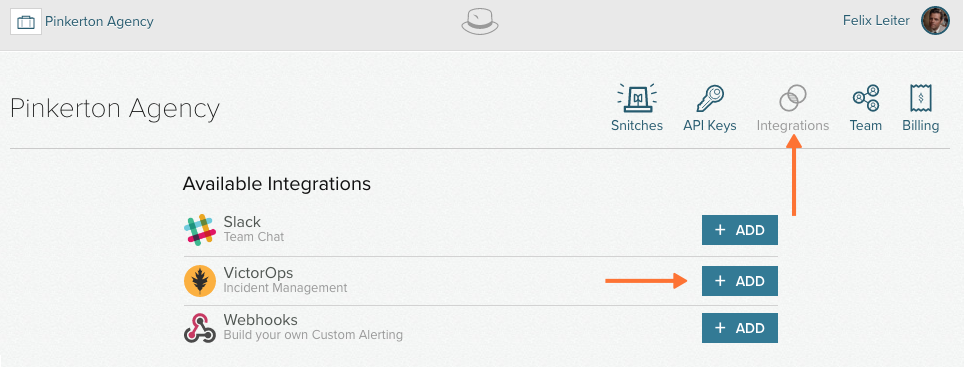 Pinkerton Agency
Felix Leiter
Pinkerton Agency
Snitches
API Keys
Integrations
Team
Billing
Available Integrations
Slack
Team Chat
+ ADD
VictorOps
Incident Management
+ ADD
Webhooks
Build your own Custom Alerting
+ ADD